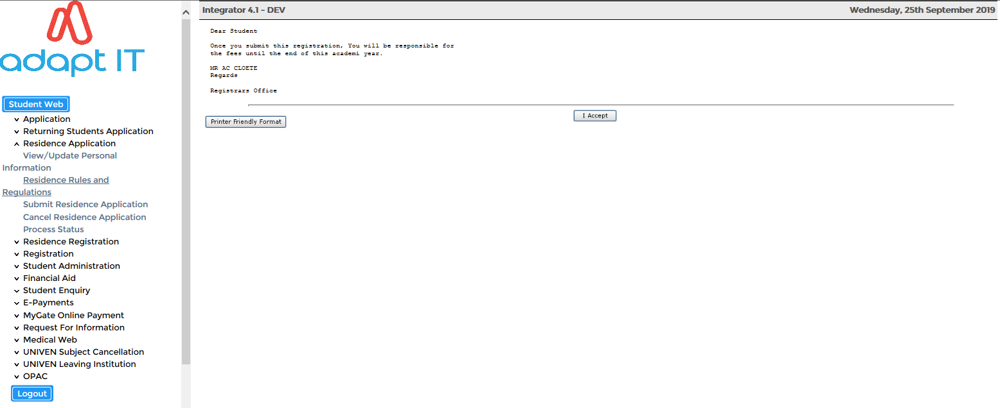 adapt IT
Student Web
Application
Returning Students Application
Residence Application
View/Update Personal
Information
Residence Rules and
Regulations
Submit Residence Application
Cancel Residence Application
Process Status
Residence Registration
Registration
Student Administration
Financial Aid
Student Enquiry
E-Payments
MyGate Online Payment
Request For Information
Medical Web
UNIVEN Subject Cancellation
UNIVEN Leaving Institution
OPAC
Logout
Integrator 4.1 - DEV
Wednesday, 25th September 2019
Dear Student
Once you submit this registration, You will be responsible for
the fees until the end of this academi year.
MR AC CLOETE
Regards
Registrars Office
I Accept
Printer Friendly Format